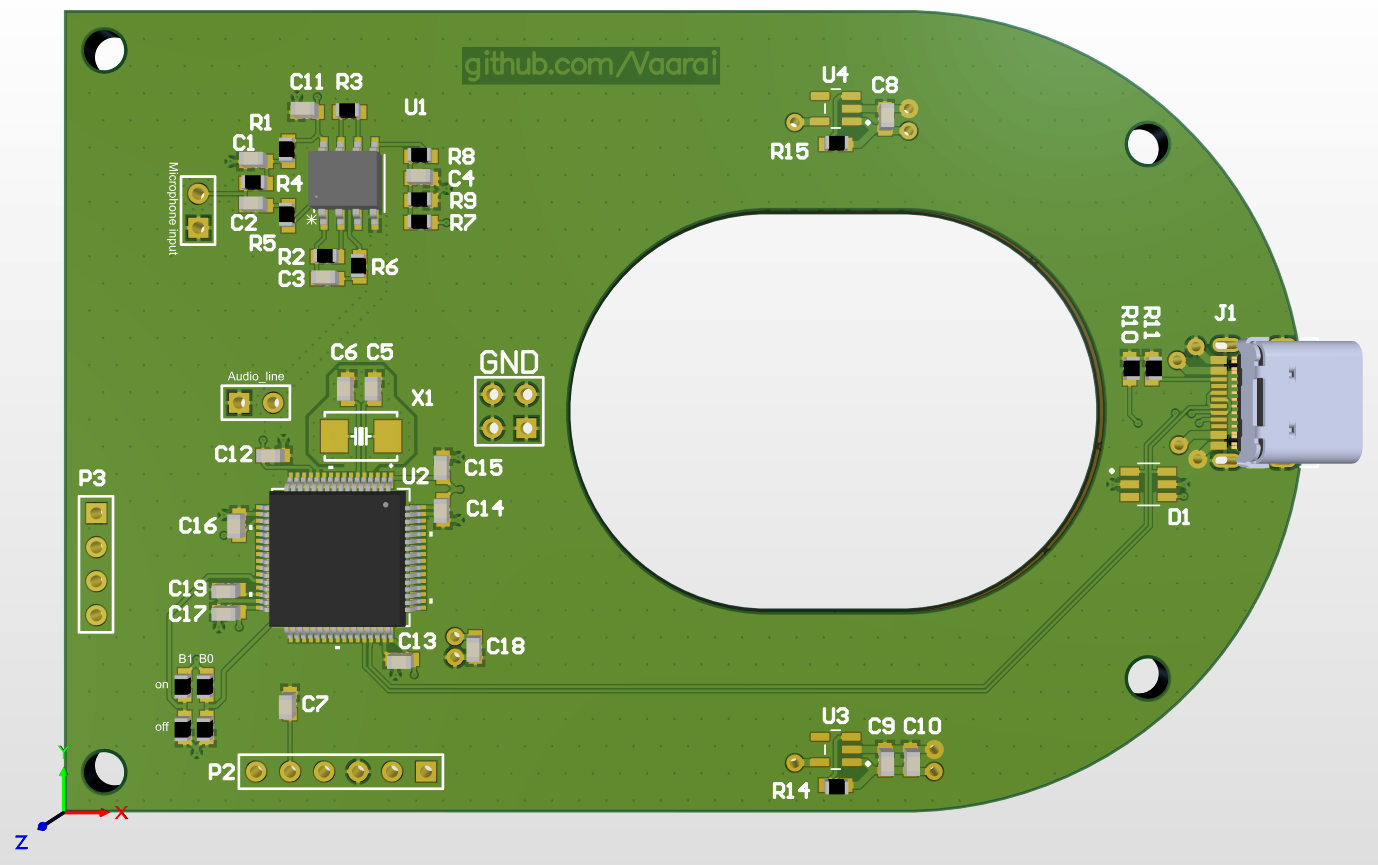 github.com/Vaarai
C11 R3
U1
R1
C1
R4
C2
R5
R8
C4
R9
R7
R2
C3
R6
Microphone input
U4
C8
R15
R10
R11
J1
D1
C6 C5
GND
Audio_line
X1
C12
U2
C15
C14
P3
C16
C19
C17
C13
C18
B1 B0
on
off
C7
P2
U3
C9 C10
R14
Y
X
Z